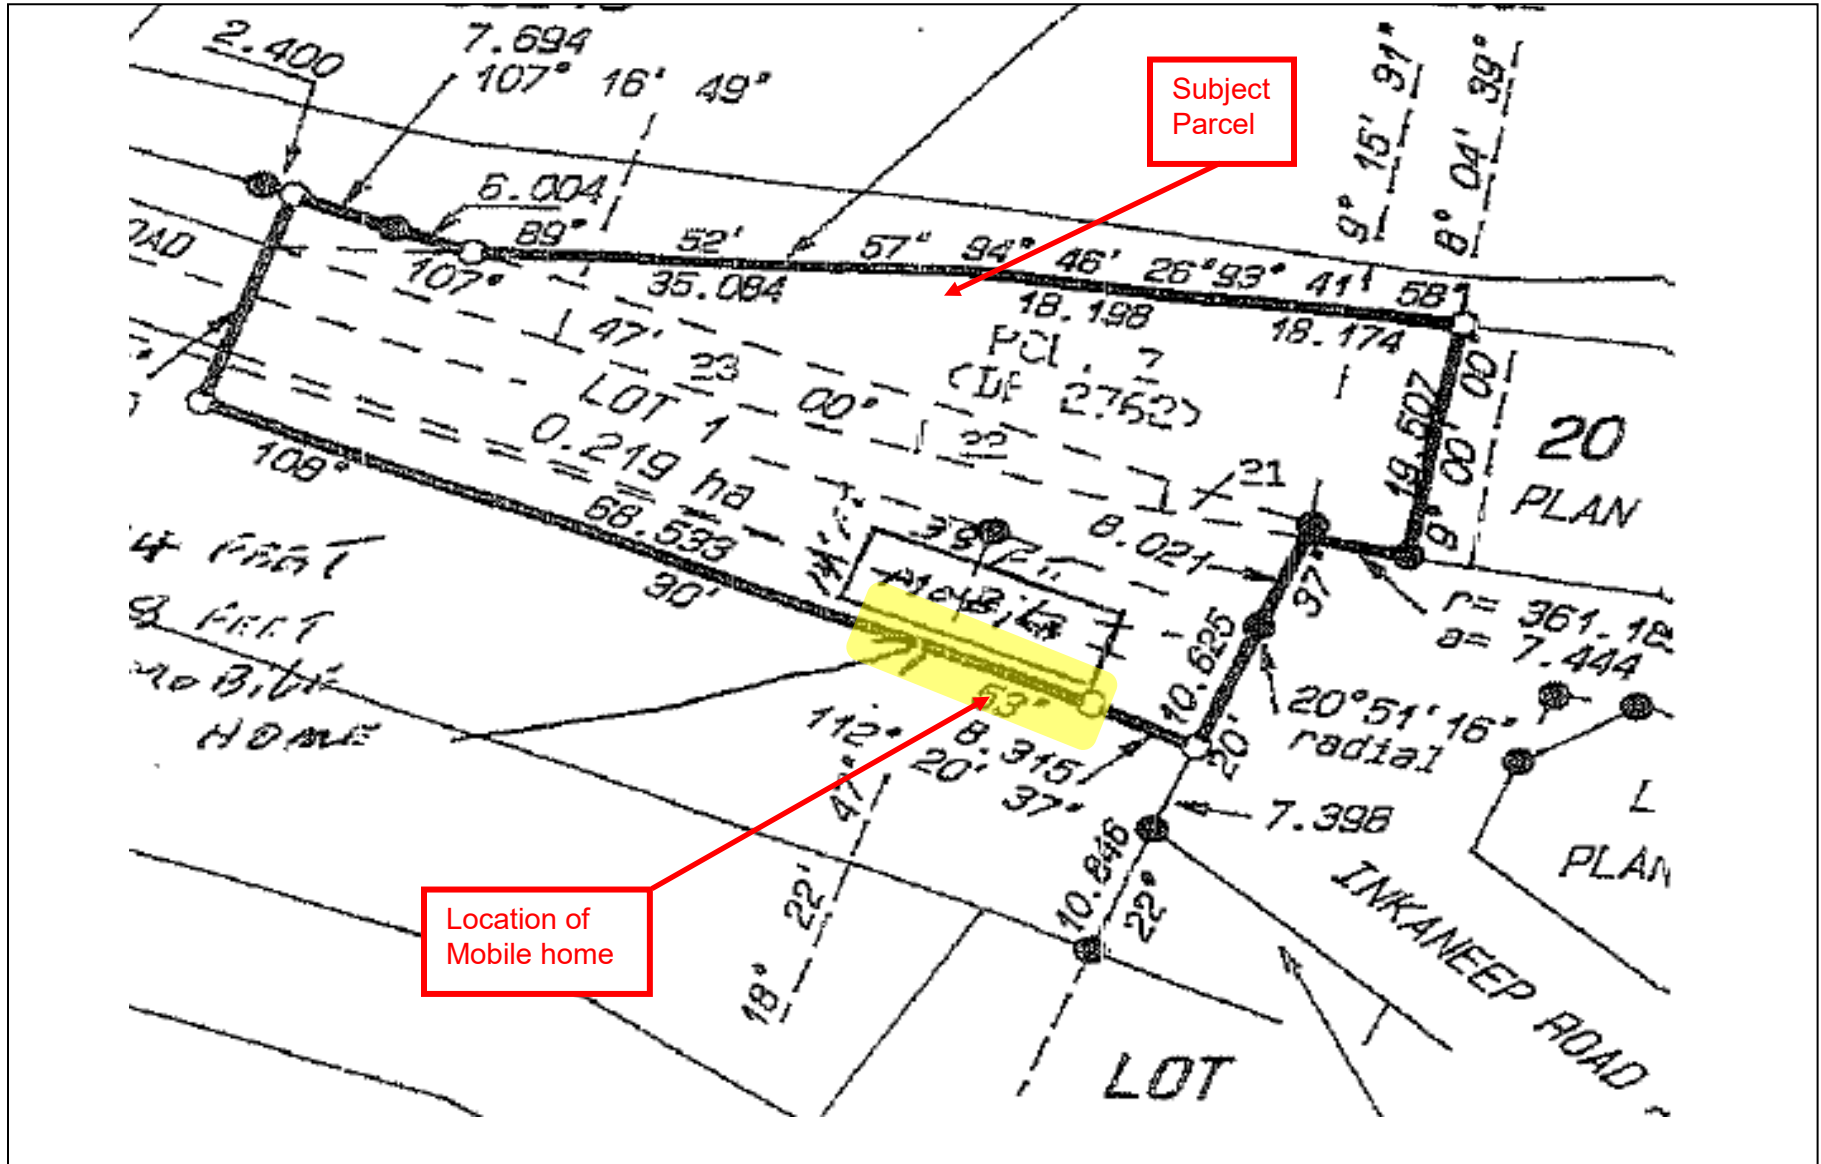 2.400
7.694
107° 16' 49"
Subject
Parcel
9° 15' 91"
8° 04' 39"
6.004
89° 52' 57" 94° 46' 26" 93° 41' 58"
107°
35.084
18.198
18.174
47'
23
PCL. Z
LOT 1
00"
0.219 ha
22
21
19.507
9° 00' 00"
20
PLAN
108°
68.533
30'
8.021
97°
r= 361.18
a= 7.444
FEET
FEET
MOBILE
HOME
MOBILE
53"
10.625
20'
20°51'16"
radial
112°
20'
37"
8.315
7.398
L
PLAN
47"
22'
18°
10.846
22°
Location of
Mobile home
INKANEEP ROAD
LOT